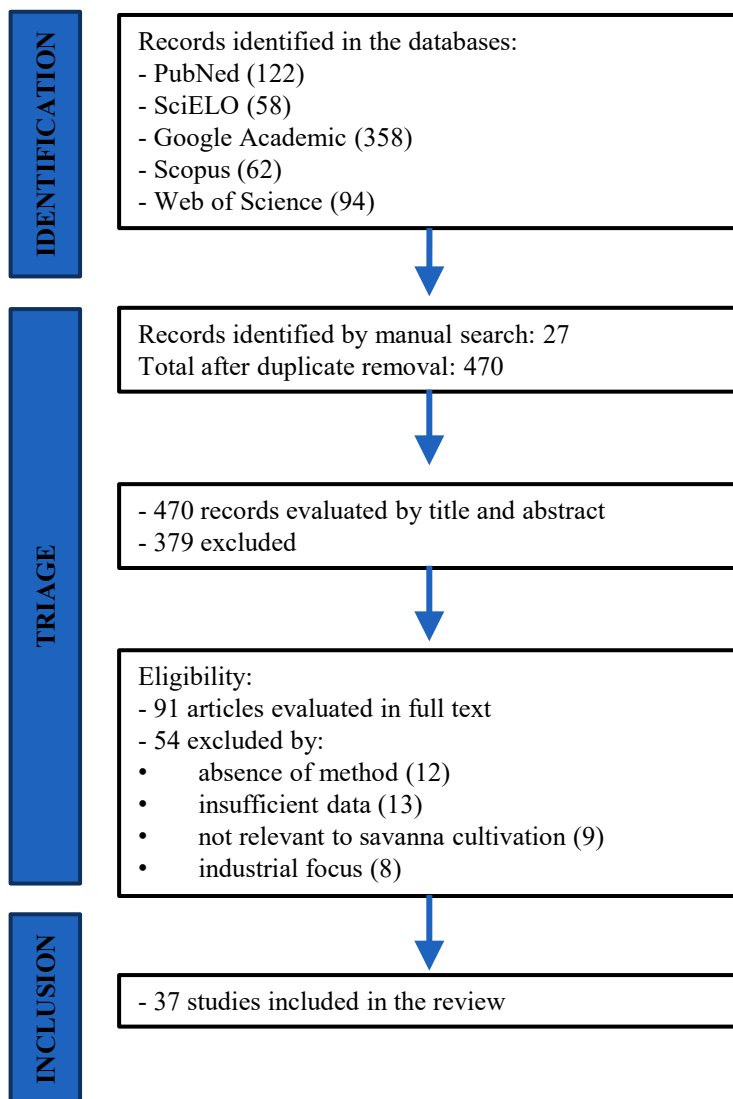 IDENTIFICATION
Records identified in the databases:
- PubNed (122)
- SciELO (58)
- Google Academic (358)
- Scopus (62)
- Web of Science (94)
TRIAGE
Records identified by manual search: 27
Total after duplicate removal: 470
- 470 records evaluated by title and abstract
- 379 excluded
Eligibility:
- 91 articles evaluated in full text
- 54 excluded by:
• absence of method (12)
• insufficient data (13)
• not relevant to savanna cultivation (9)
• industrial focus (8)
INCLUSION
- 37 studies included in the review